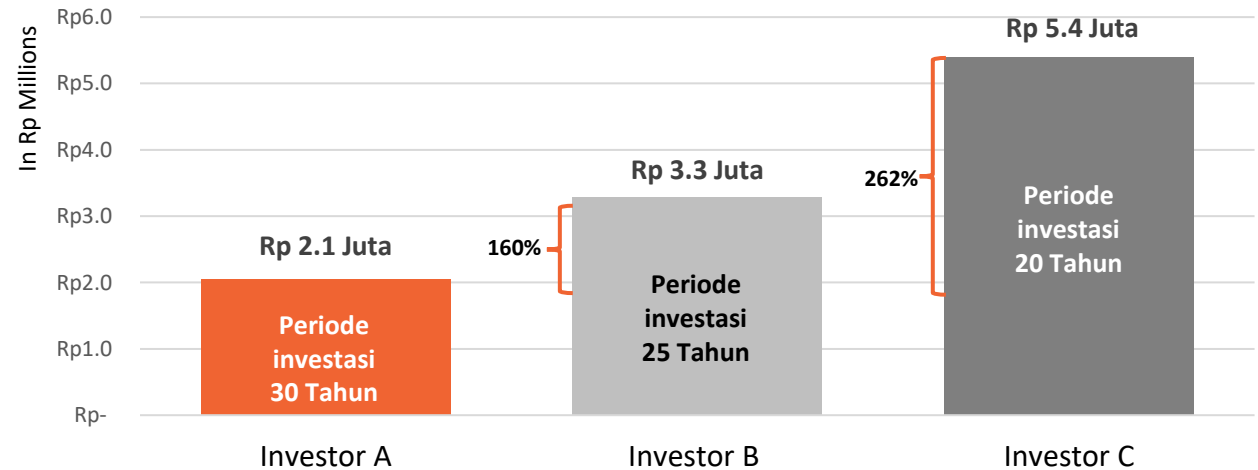 In Rp Millions
Rp6.0
Rp5.0
Rp4.0
Rp3.0
Rp2.0
Rp1.0
Rp-
Rp 2.1 Juta
Periode
investasi
30 Tahun
Investor A
160%
Rp 3.3 Juta
Periode
investasi
25 Tahun
Investor B
262%
Rp 5.4 Juta
Periode
investasi
20 Tahun
Investor C